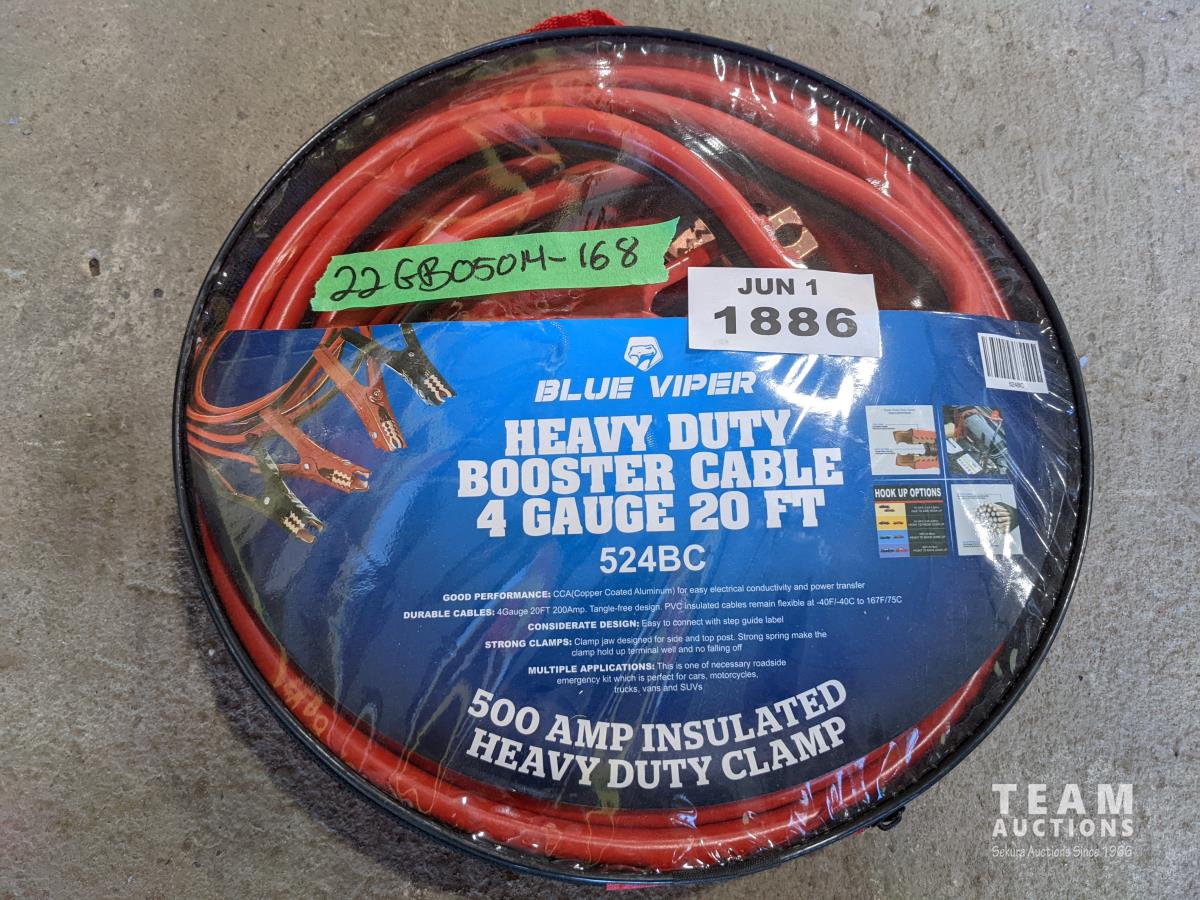 22GB050M-168
JUN 1
1886
524BC
BLUE VIPER
HEAVY DUTY
BOOSTER CABLE
4 GAUGE 20 FT
524BC
HOOK UP OPTIONS
GOOD PERFORMANCE: CCA(Copper Coated Aluminum) for easy electrical conductivity and power transfer
DURABLE CABLES: 4Gauge 20FT 200Amp. Tangle-free design. PVC insulated cables remain flexible at -40F/-40C to 167F/75C
CONSIDERATE DESIGN: Easy to connect with step guide label
STRONG CLAMPS: Clamp jaw designed for side and top post. Strong spring make the
clamp hold up terminal well and no falling off
MULTIPLE APPLICATIONS: This is one of necessary roadside
emergency kit which is perfect for cars, motorcycles,
trucks, vans and SUVs
500 AMP INSULATED
HEAVY DUTY CLAMP
TEAM
AUCTIONS
Sekura Auctions Since 1966